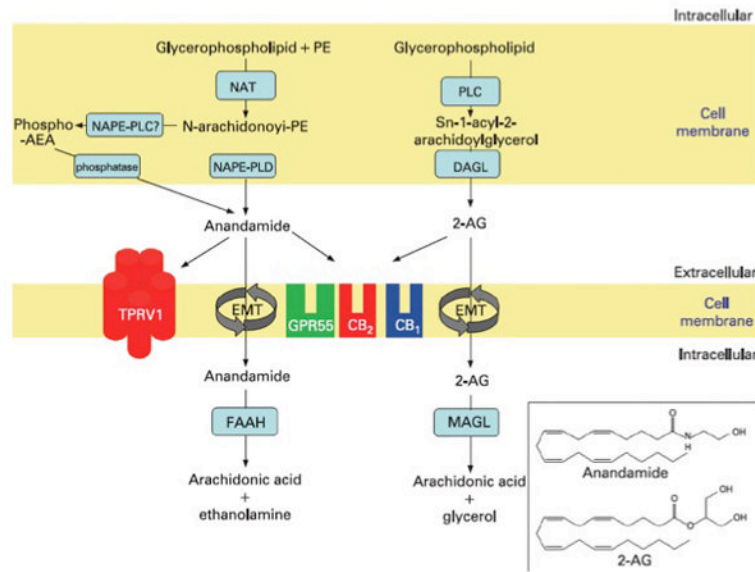 Intracellular
Glycerophospholipid + PE
Glycerophospholipid
NAT
PLC
Cell
membrane
Phospho
-AEA
NAPE-PLC?
N-arachidonoyi-PE
Sn-1-acyl-2-
arachidoylglycerol
phosphatase
NAPE-PLD
DAGL
Anandamide
2-AG
Extracellular
TPRV1
EMT
GPR55
CB2
CB1
EMT
Cell
membrane
Intracellular
Anandamide
2-AG
FAAH
MAGL
Arachidonic acid
+
ethanolamine
Arachidonic acid
+
glycerol
O
OH
N
H
Anandamide
OH
O
O
OH
2-AG